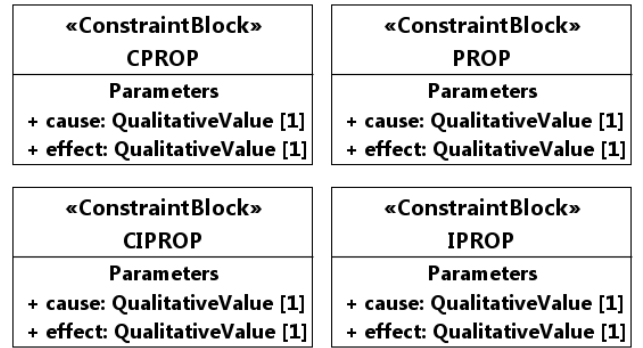 «ConstraintBlock»
CPROP
Parameters
+ cause: QualitativeValue [1]
+ effect: QualitativeValue [1]
«ConstraintBlock»
PROP
Parameters
+ cause: QualitativeValue [1]
+ effect: QualitativeValue [1]
«ConstraintBlock»
CIPROP
Parameters
+ cause: QualitativeValue [1]
+ effect: QualitativeValue [1]
«ConstraintBlock»
IPROP
Parameters
+ cause: QualitativeValue [1]
+ effect: QualitativeValue [1]